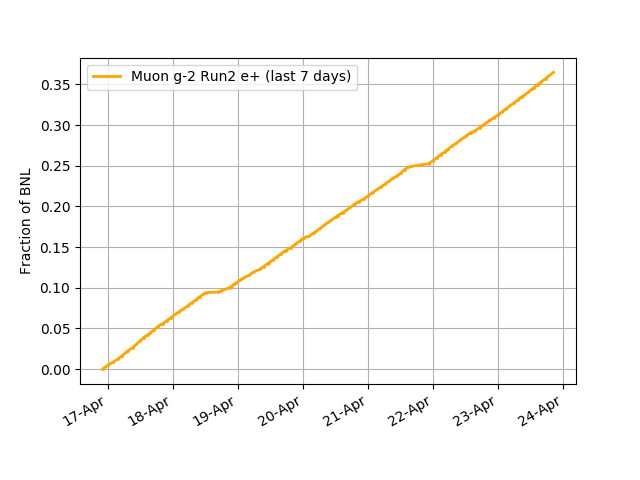 Muon g-2 Run2 e+ (last 7 days)
Fraction of BNL
0.35
0.30
0.25
0.20
0.15
0.10
0.05
0.00
17-Apr
18-Apr
19-Apr
20-Apr
21-Apr
22-Apr
23-Apr
24-Apr